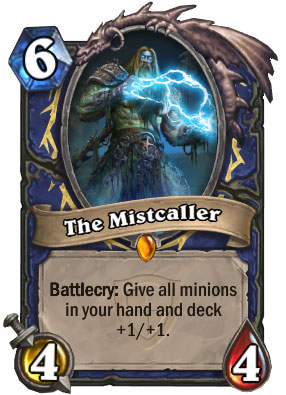 6
The Mistcaller
Battlecry: Give all minions
in your hand and deck
+1/+1.
4 4